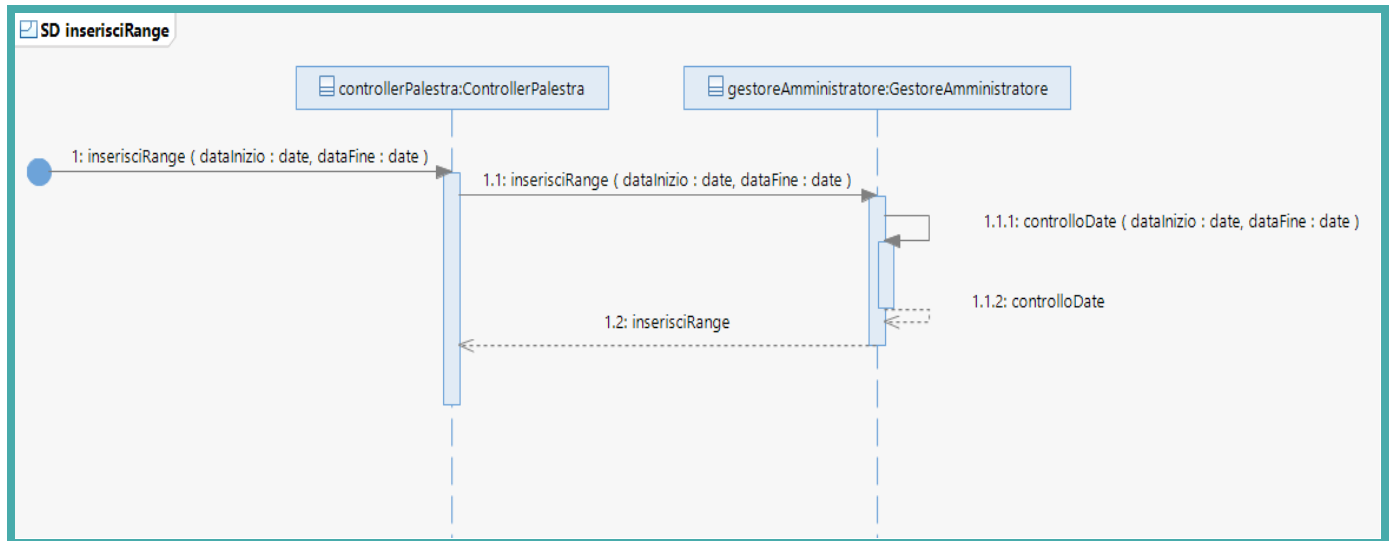 SD inserisciRange
controllerPalestra:ControllerPalestra
gestoreAmministratore:GestoreAmministratore
1: inserisciRange ( dataInizio : date, dataFine : date )
1.1: inserisciRange ( dataInizio : date, dataFine : date )
1.1.1: controlloDate ( dataInizio : date, dataFine : date )
1.1.2: controlloDate
1.2: inserisciRange